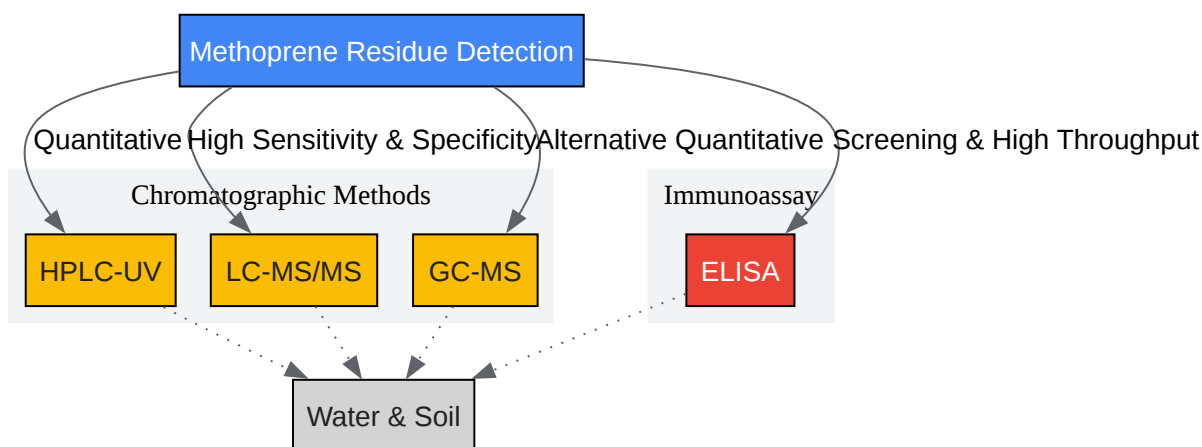 Methoprene Residue Detection
Quantitative
High Sensitivity & Specificity
Alternative Quantitative
Screening & High Throughput
Chromatographic Methods
Immunoassay
HPLC-UV
LC-MS/MS
GC-MS
ELISA
Water & Soil